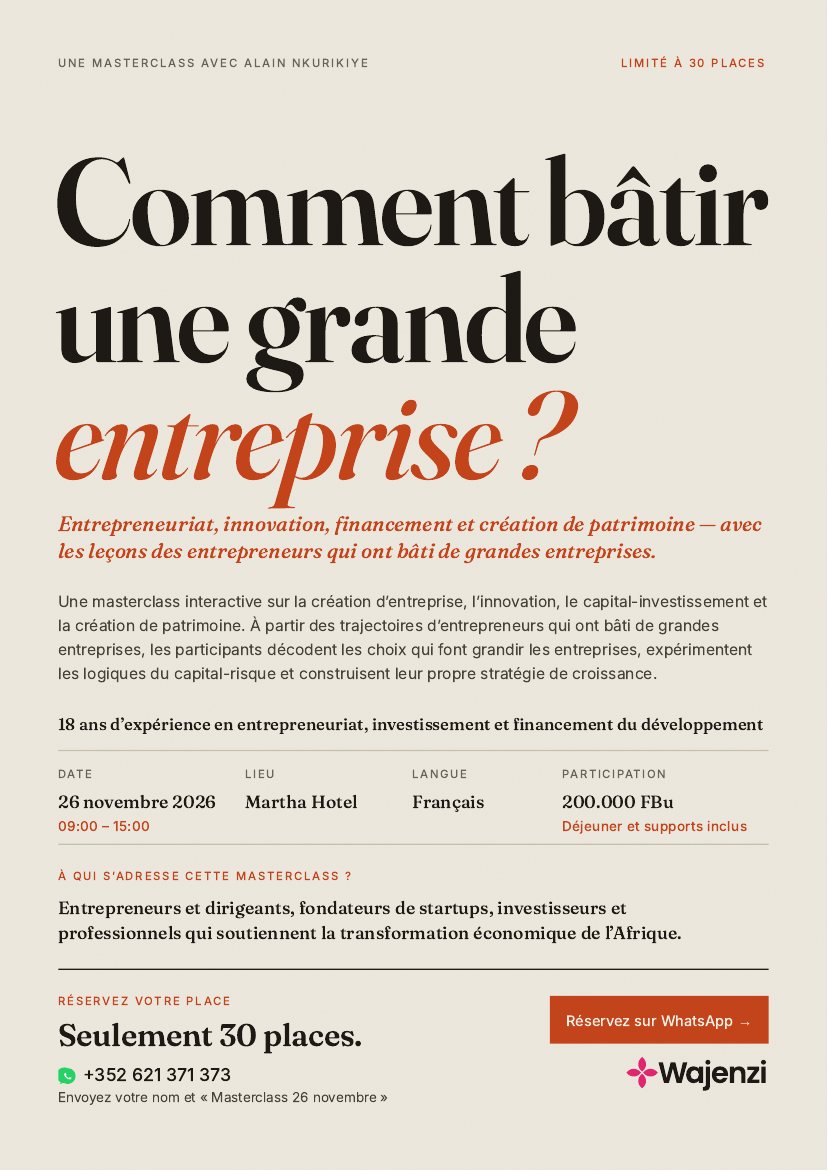 UNE MASTERCLASS AVEC ALAIN NKURIKIYE
LIMITÉ À 30 PLACES
Comment bâtir
une grande
entreprise ?
Entrepreneuriat, innovation, financement et création de patrimoine — avec
les leçons des entrepreneurs qui ont bâti de grandes entreprises.
Une masterclass interactive sur la création d’entreprise, l’innovation, le capital-investissement et
la création de patrimoine. À partir des trajectoires d’entrepreneurs qui ont bâti de grandes
entreprises, les participants décodent les choix qui font grandir les entreprises, expérimentent
les logiques du capital-risque et construisent leur propre stratégie de croissance.
18 ans d’expérience en entrepreneuriat, investissement et financement du développement
DATE
26 novembre 2026
09:00 – 15:00
LIEU
Martha Hotel
LANGUE
Français
PARTICIPATION
200.000 FBu
Déjeuner et supports inclus
À QUI S’ADRESSE CETTE MASTERCLASS ?
Entrepreneurs et dirigeants, fondateurs de startups, investisseurs et
professionnels qui soutiennent la transformation économique de l’Afrique.
RÉSERVEZ VOTRE PLACE
Seulement 30 places.
+352 621 371 373
Envoyez votre nom et « Masterclass 26 novembre »
Réservez sur WhatsApp →
Wajenzi